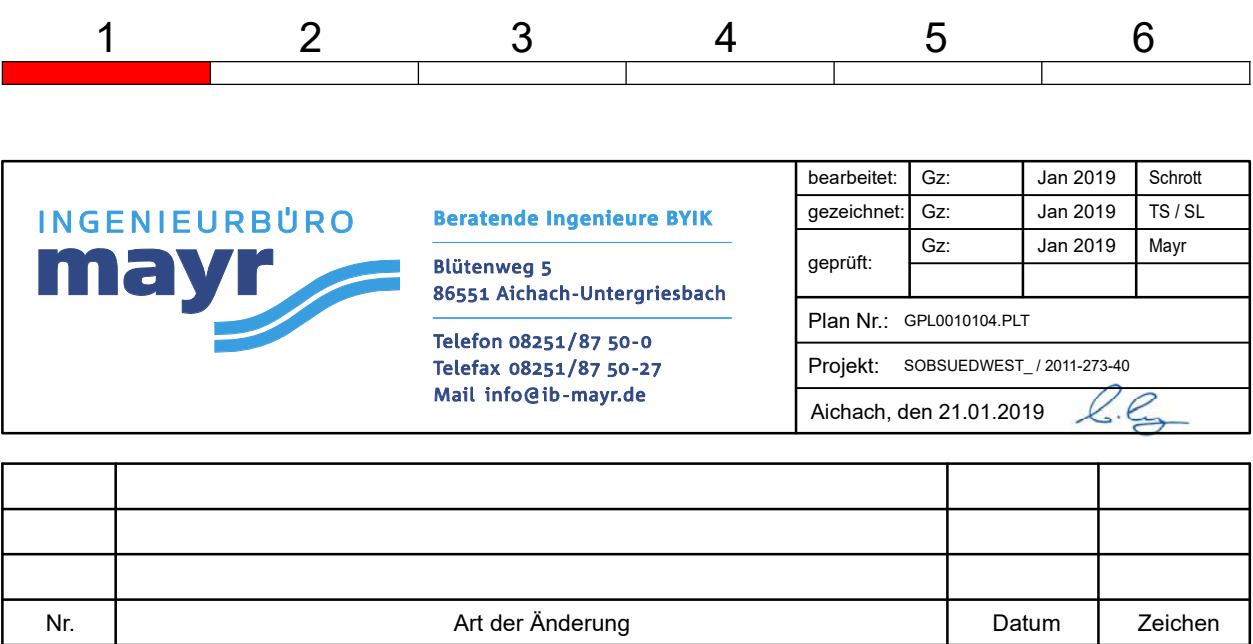 1 2 3 4 5 6
INGENIEURBÜRO
mayr
Beratende Ingenieure BYIK
Blütenweg 5
86551 Aichach-Untergriesbach
Telefon 08251/87 50-0
Telefax 08251/87 50-27
Mail info@ib-mayr.de
bearbeitet: Gz: Jan 2019 Schrott
gezeichnet: Gz: Jan 2019 TS / SL
geprüft: Gz: Jan 2019 Mayr
Plan Nr.: GPL0010104.PLT
Projekt: SOBSUEDWEST_ / 2011-273-40
Aichach, den 21.01.2019
Nr. Art der Änderung Datum Zeichen